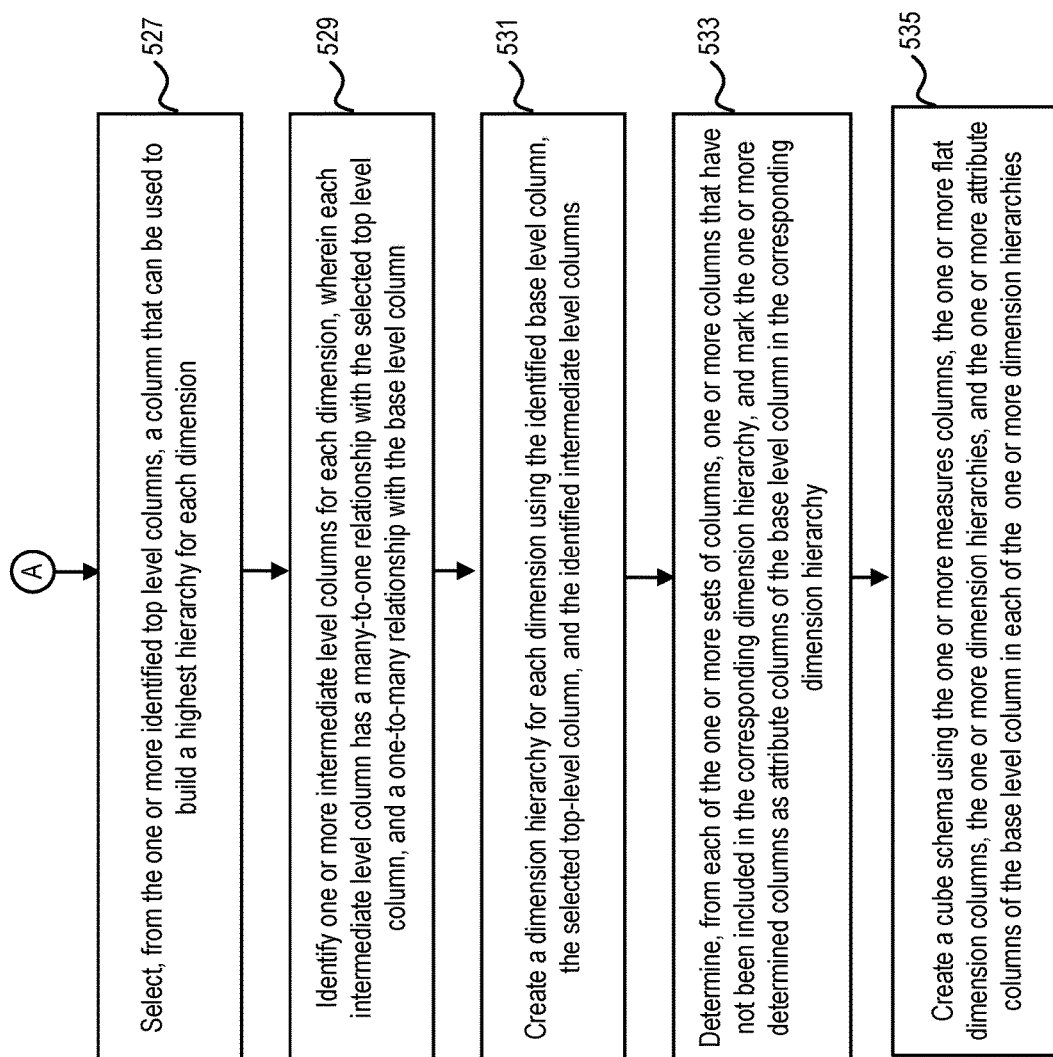 A
Select, from the one or more identified top level columns, a column that can be used to
build a highest hierarchy for each dimension
527
Identify one or more intermediate level columns for each dimension, wherein each
intermediate level column has a many-to-one relationship with the selected top level
column, and a one-to-many relationship with the base level column
529
Create a dimension hierarchy for each dimension using the identified base level column,
the selected top-level column, and the identified intermediate level columns
531
Determine, from each of the one or more sets of columns, one or more columns that have
not been included in the corresponding dimension hierarchy, and mark the one or more
determined columns as attribute columns of the base level column in the corresponding
dimension hierarchy
533
Create a cube schema using the one or more measures columns, the one or more flat
dimension columns, the one or more dimension hierarchies, and the one or more attribute
columns of the base level column in each of the one or more dimension hierarchies
535